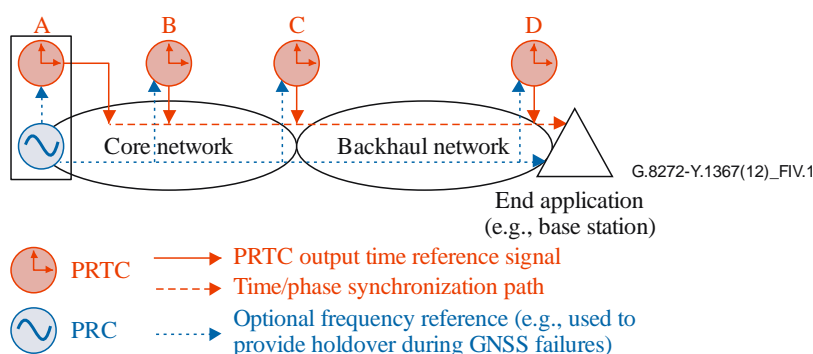 A B C D
Core network Backhaul network
G.8272-Y.1367(12)_FIV.1
End application
(e.g., base station)
PRTC
PRTC output time reference signal
Time/phase synchronization path
PRC
Optional frequency reference (e.g., used to
provide holdover during GNSS failures)